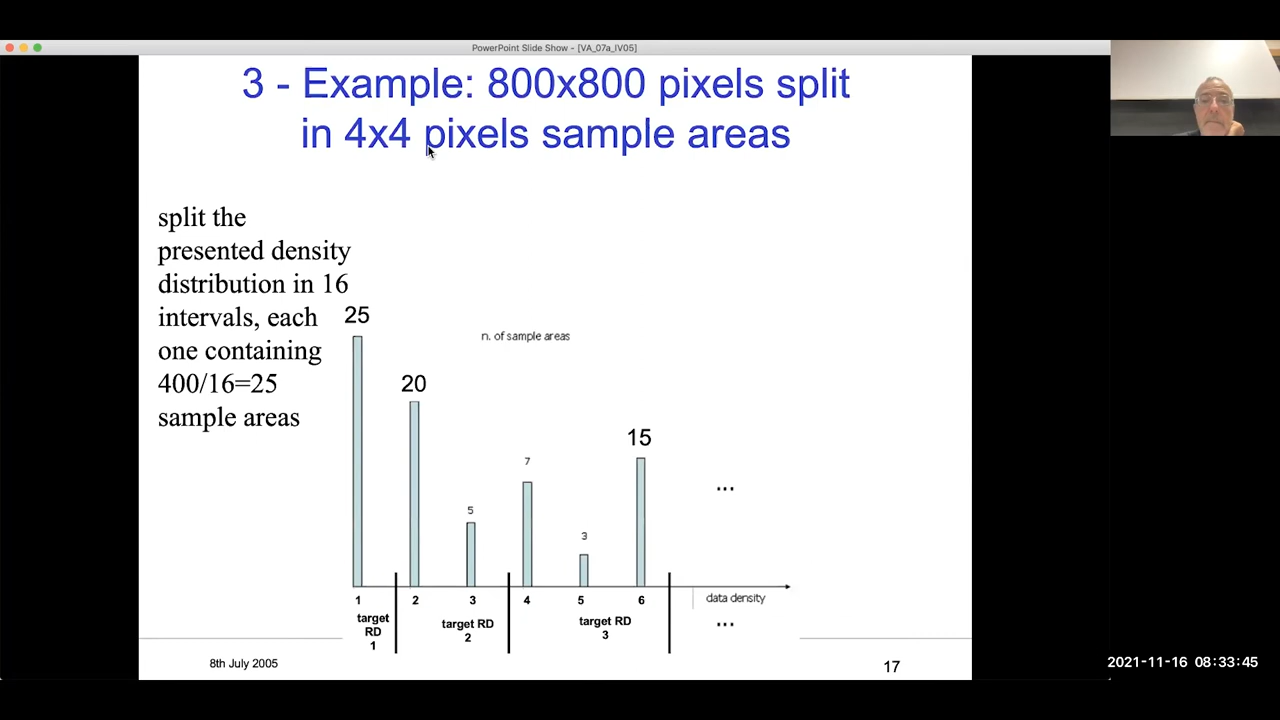 PowerPoint Slide Show - [VA_07a_IV05]
3 - Example: 800x800 pixels split
in 4x4 pixels sample areas
split the
presented density
distribution in 16
intervals, each
one containing
400/16=25
sample areas
n. of sample areas
25
20
5
7
3
15
...
1
2
3
4
5
6
data density
target
RD
1
target RD
2
target RD
3
...
8th July 2005
17
2021-11-16 08:33:45